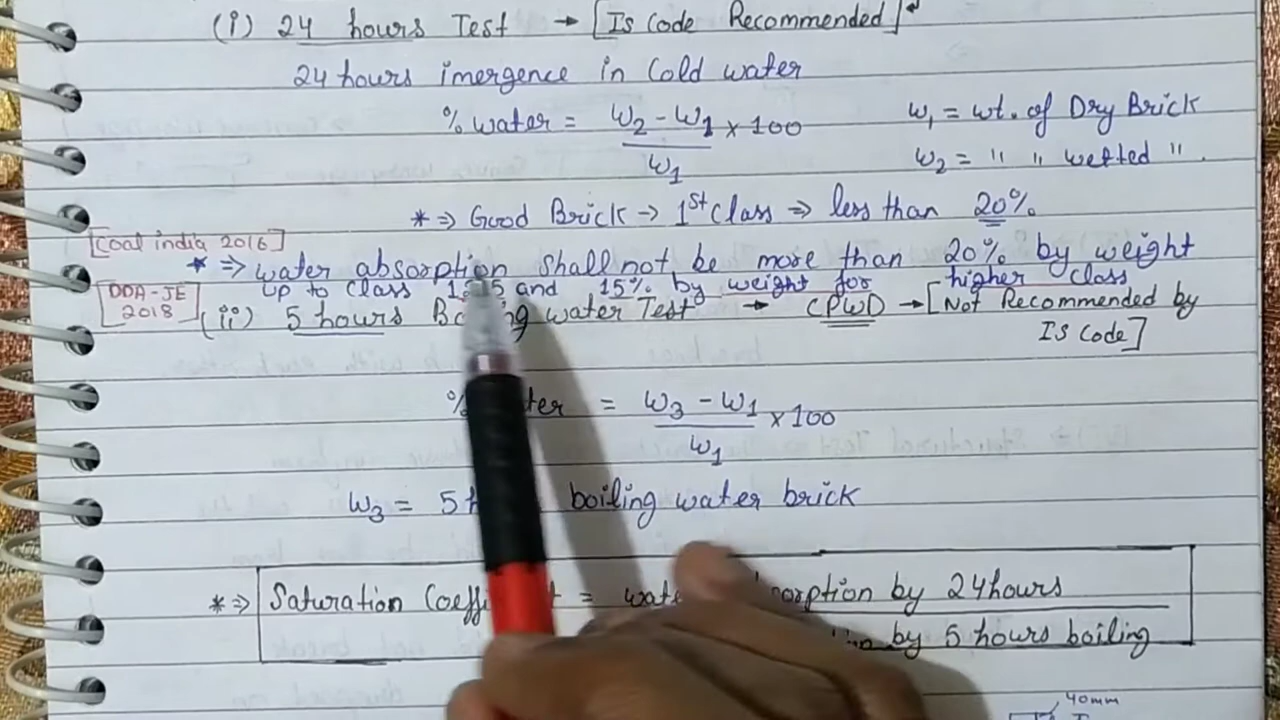 (i) 24 hours Test → [Is Code Recommended]
24 hours imergence in Cold water
% water = W2 - W1 / W1 × 100
W1 = wt. of Dry Brick
W2 = " " wetted ".
* ⇒ Good Brick → 1st Class ⇒ less than 20%
[Coal india 2016]
* ⇒ water absorption shall not be more than 20% by weight
up to class and 15% by weight for higher class
[DDA-JE 2018]
(ii) 5 hours water Test → CPWD → [Not Recommended by
IS Code]
% = W3 - W1 / W1 × 100
W3 = 5 boiling water brick
* ⇒ Saturation = by 24 hours
by 5 hours boiling
40mm